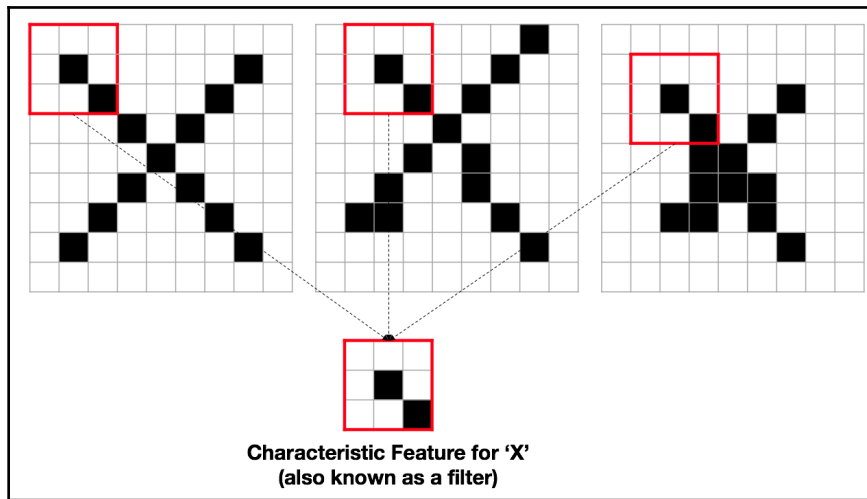 Characteristic Feature for ‘X’
(also known as a filter)